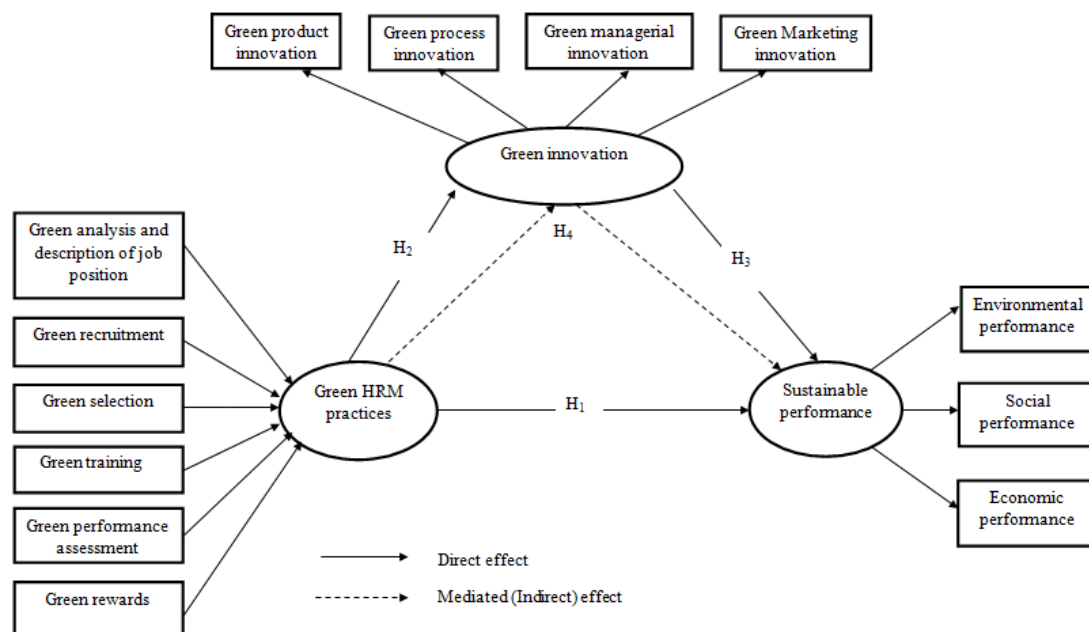 Green product
innovation
Green process
innovation
Green managerial
innovation
Green Marketing
innovation
Green innovation
H2
H4
H3
Green analysis and
description of job
position
Green recruitment
Green selection
Green training
Green performance
assessment
Green rewards
Green HRM
practices
H1
Sustainable
performance
Environmental
performance
Social
performance
Economic
performance
Direct effect
Mediated (Indirect) effect